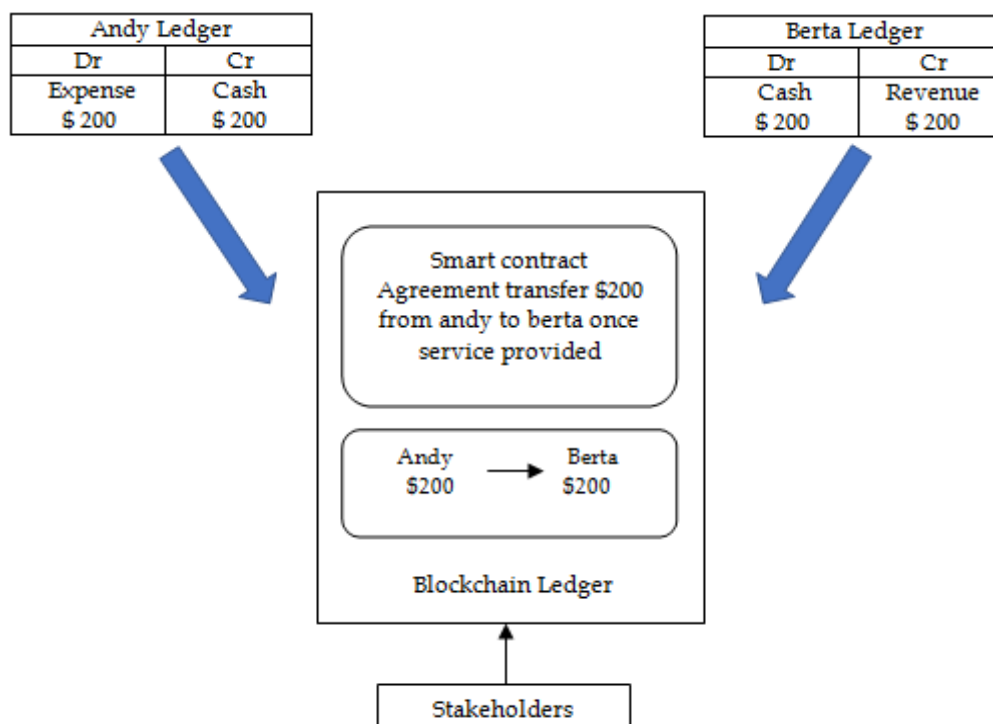 Andy Ledger
Dr Cr
Expense Cash
$ 200 $ 200
Berta Ledger
Dr Cr
Cash Revenue
$ 200 $ 200
Smart contract
Agreement transfer $200
from andy to berta once
service provided
Andy Berta
$200 $200
Blockchain Ledger
Stakeholders